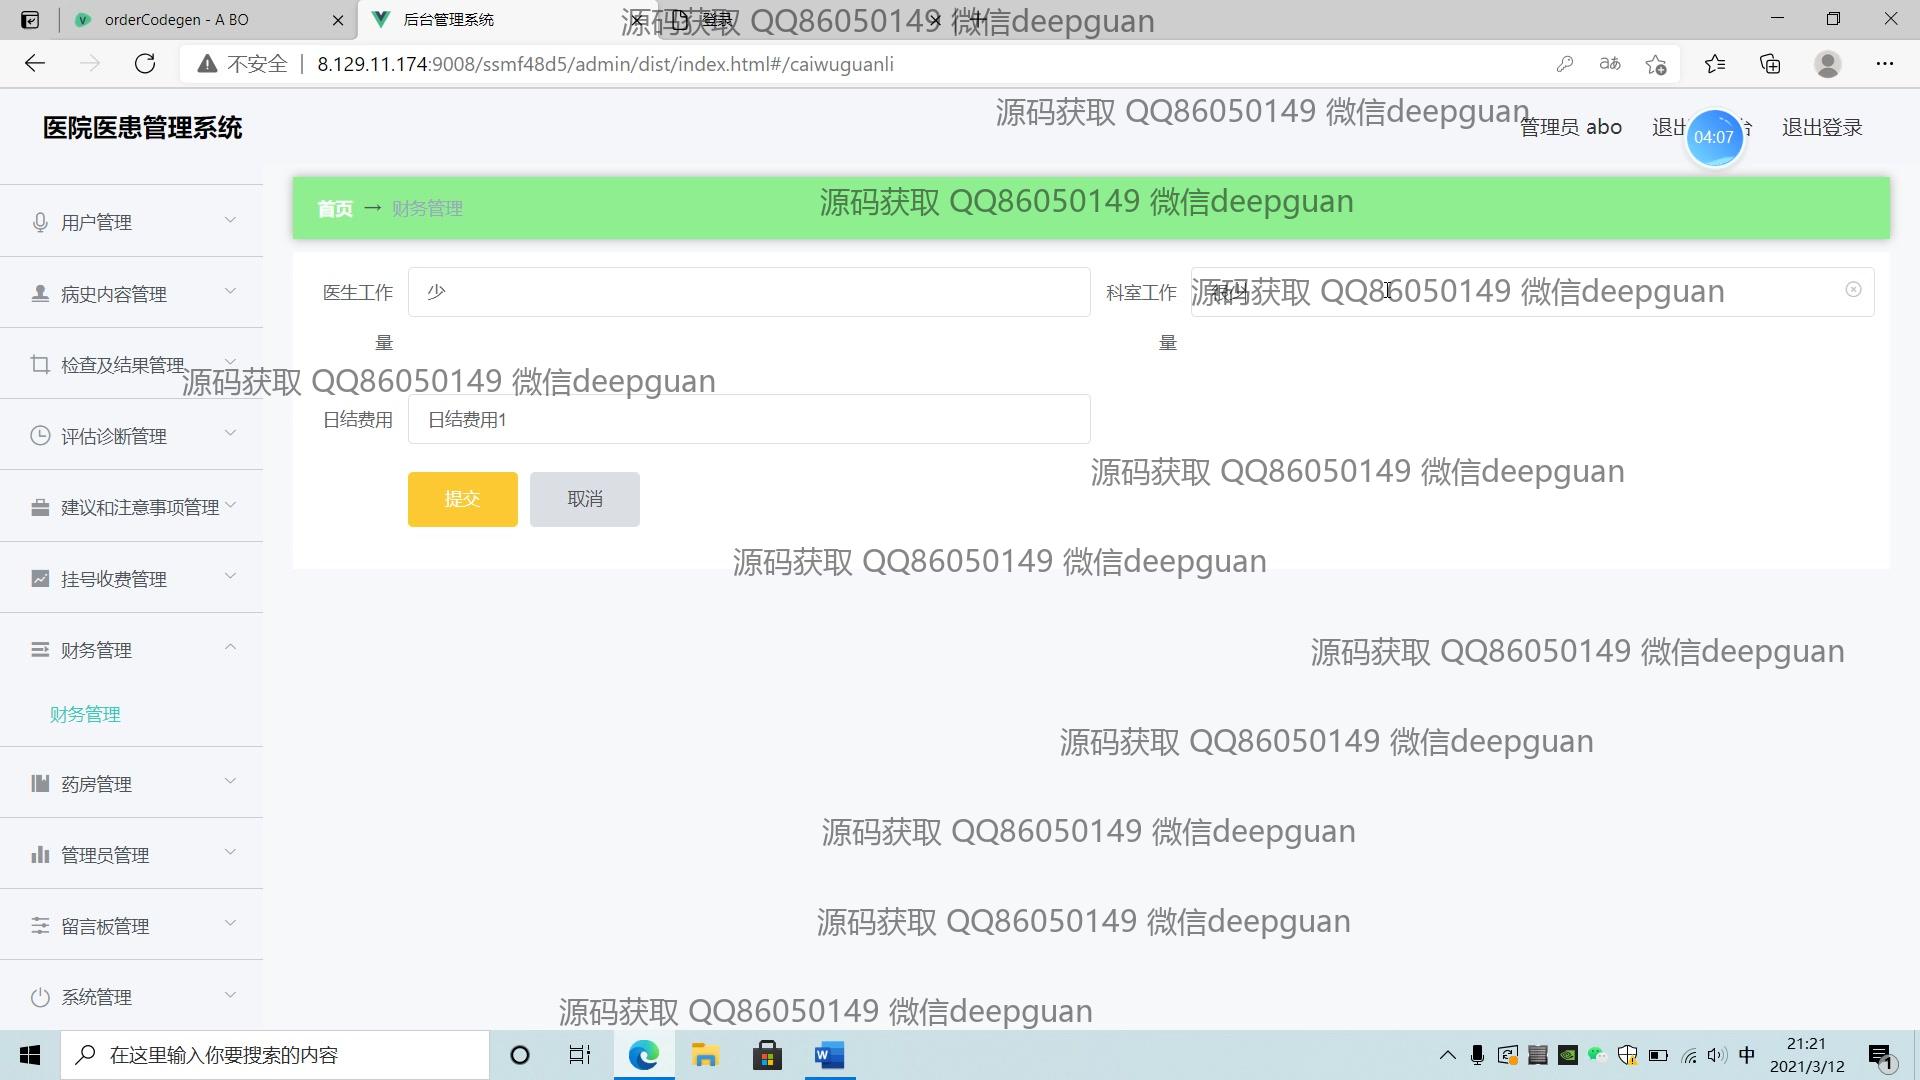 orderCodegen - A BO
后台管理系统
登录
源码获取 QQ86050149 微信deepguan
不安全
8.129.11.174:9008/ssmf48d5/admin/dist/index.html#/caiwuguanli
aあ
源码获取 QQ86050149 微信deepguan
医院医患管理系统
管理员 abo
退出
台
04:07
退出登录
首页 → 财务管理
源码获取 QQ86050149 微信deepguan
用户管理
病史内容管理
检查及结果管理
评估诊断管理
建议和注意事项管理
挂号收费管理
财务管理
财务管理
药房管理
管理员管理
留言板管理
系统管理
医生工作量
少
科室工作量
很少
源码获取 QQ86050149 微信deepguan
源码获取 QQ86050149 微信deepguan
日结费用
日结费用1
源码获取 QQ86050149 微信deepguan
提交
取消
源码获取 QQ86050149 微信deepguan
源码获取 QQ86050149 微信deepguan
源码获取 QQ86050149 微信deepguan
源码获取 QQ86050149 微信deepguan
源码获取 QQ86050149 微信deepguan
源码获取 QQ86050149 微信deepguan
在这里输入你要搜索的内容
中
21:21
2021/3/12
1